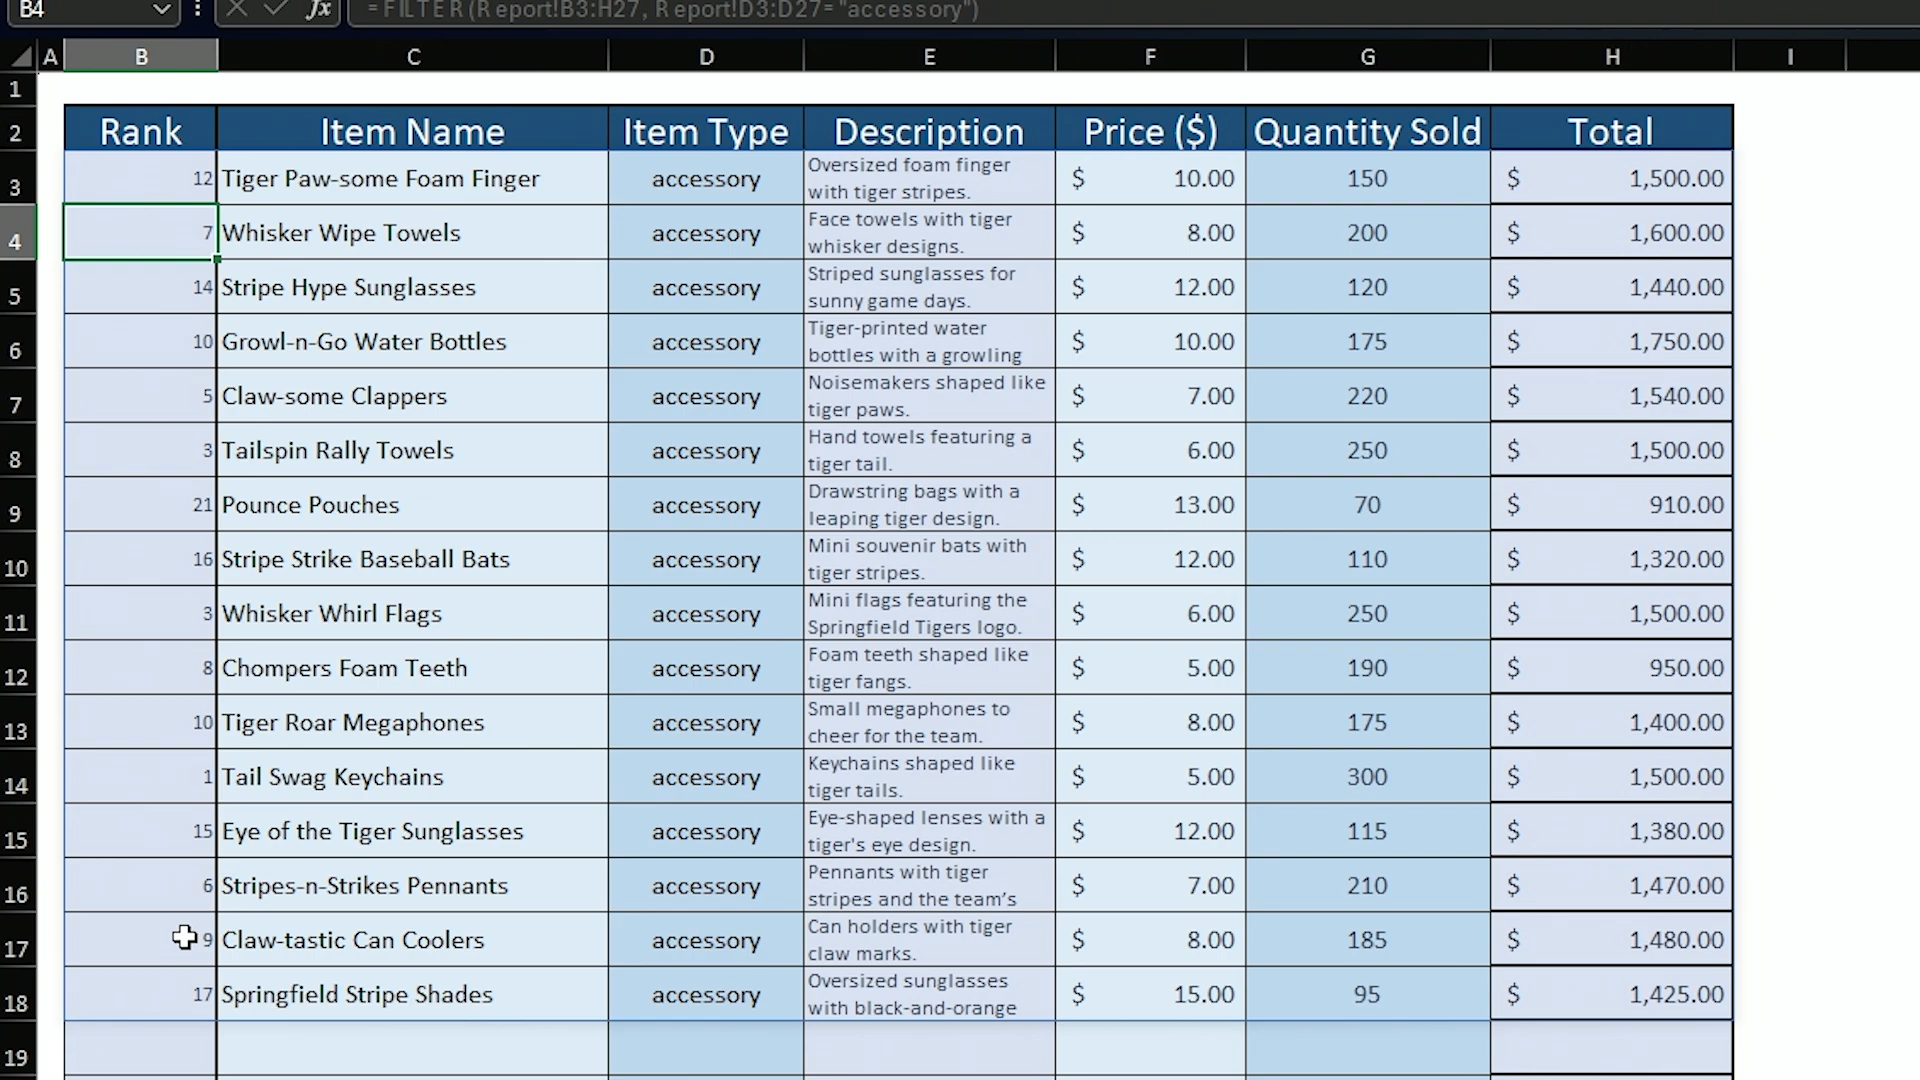 B4 fx =FILTER(Report!B3:H27, Report!D3:D27="accessory")
A B C D E F G H I
1
2 Rank Item Name Item Type Description Price ($) Quantity Sold Total
3 12 Tiger Paw-some Foam Finger accessory Oversized foam finger with tiger stripes. $ 10.00 150 $ 1,500.00
4 7 Whisker Wipe Towels accessory Face towels with tiger whisker designs. $ 8.00 200 $ 1,600.00
5 14 Stripe Hype Sunglasses accessory Striped sunglasses for sunny game days. $ 12.00 120 $ 1,440.00
6 10 Growl-n-Go Water Bottles accessory Tiger-printed water bottles with a growling $ 10.00 175 $ 1,750.00
7 5 Claw-some Clappers accessory Noisemakers shaped like tiger paws. $ 7.00 220 $ 1,540.00
8 3 Tailspin Rally Towels accessory Hand towels featuring a tiger tail. $ 6.00 250 $ 1,500.00
9 21 Pounce Pouches accessory Drawstring bags with a leaping tiger design. $ 13.00 70 $ 910.00
10 16 Stripe Strike Baseball Bats accessory Mini souvenir bats with tiger stripes. $ 12.00 110 $ 1,320.00
11 3 Whisker Whirl Flags accessory Mini flags featuring the Springfield Tigers logo. $ 6.00 250 $ 1,500.00
12 8 Chompers Foam Teeth accessory Foam teeth shaped like tiger fangs. $ 5.00 190 $ 950.00
13 10 Tiger Roar Megaphones accessory Small megaphones to cheer for the team. $ 8.00 175 $ 1,400.00
14 1 Tail Swag Keychains accessory Keychains shaped like tiger tails. $ 5.00 300 $ 1,500.00
15 15 Eye of the Tiger Sunglasses accessory Eye-shaped lenses with a tiger's eye design. $ 12.00 115 $ 1,380.00
16 6 Stripes-n-Strikes Pennants accessory Pennants with tiger stripes and the team’s $ 7.00 210 $ 1,470.00
17 9 Claw-tastic Can Coolers accessory Can holders with tiger claw marks. $ 8.00 185 $ 1,480.00
18 17 Springfield Stripe Shades accessory Oversized sunglasses with black-and-orange $ 15.00 95 $ 1,425.00
19